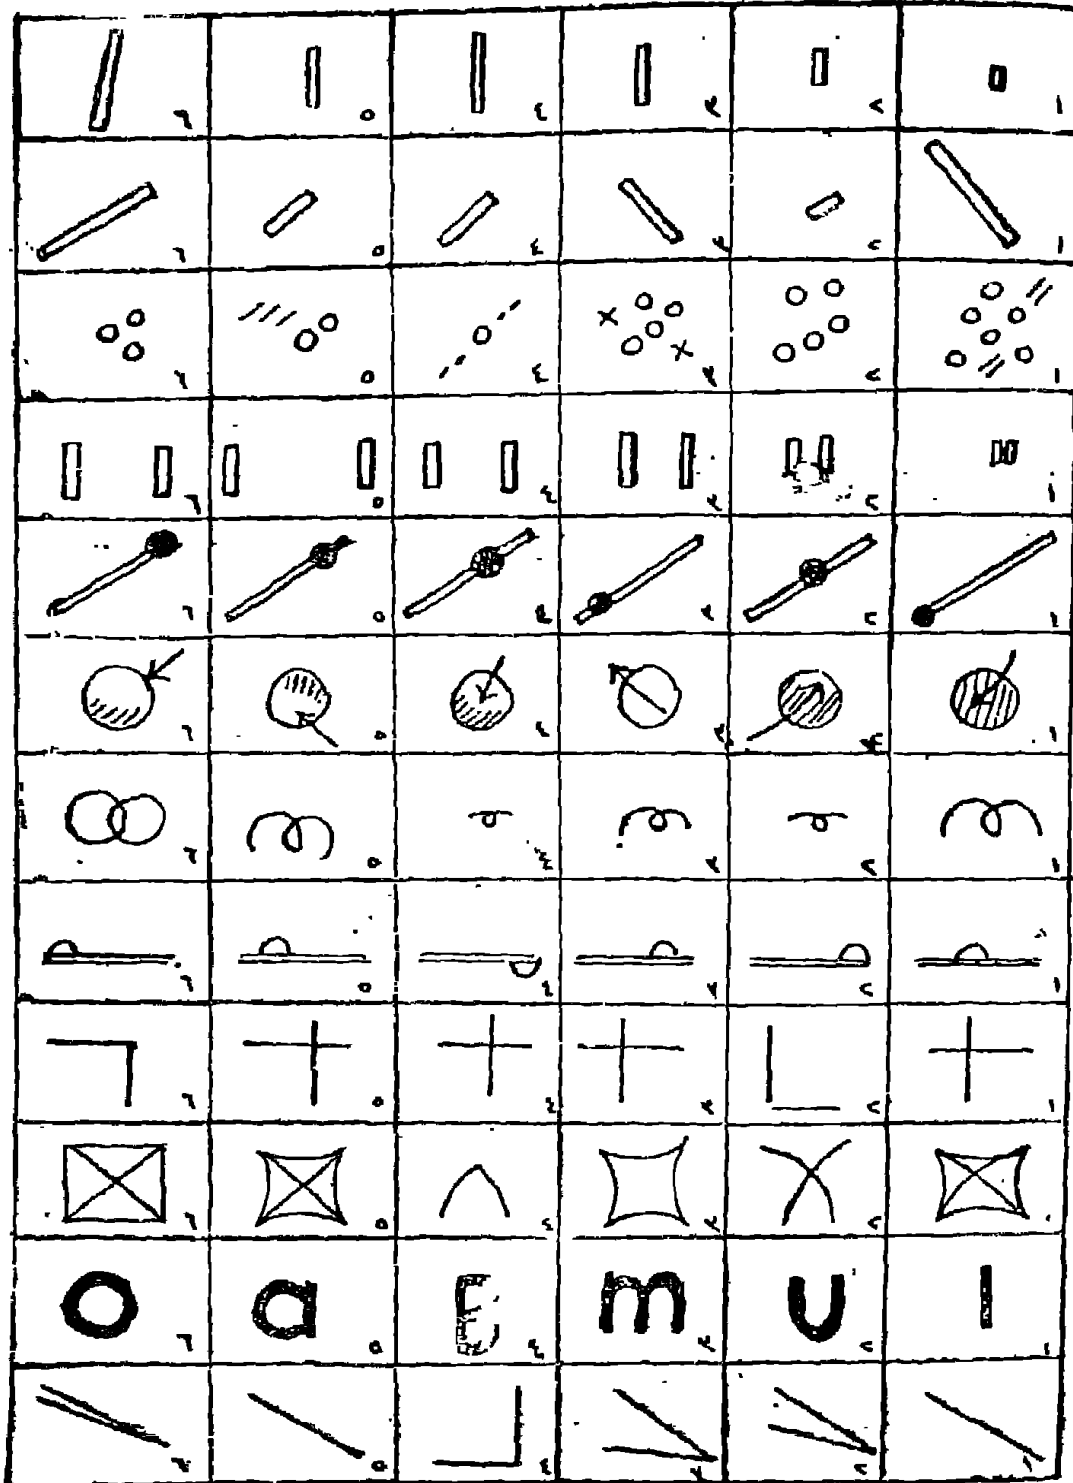 ١ ٢ ٣ ٤ ٥ ٦
١ ٢ ٣ ٤ ٥ ٦
١ ٢ ٣ ٤ ٥ ٦
١ ٢ ٣ ٤ ٥ ٦
١ ٢ ٣ ٤ ٥ ٦
١ ٢ ٣ ٤ ٥ ٦
١ ٢ ٣ ٤ ٥ ٦
١ ٢ ٣ ٤ ٥ ٦
١ ٢ ٣ ٤ ٥ ٦
١ ٢ ٣ ٤ ٥ ٦
o a m u l
١ ٢ ٣ ٤ ٥ ٦
١ ٢ ٣ ٤ ٥ ٦